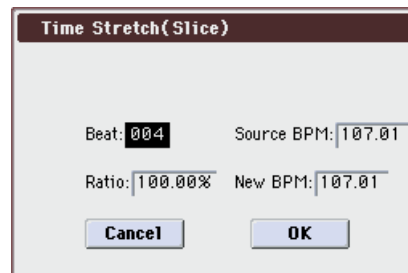 Time Stretch(Slice)
Beat: 004 Source BPM: 107.01
Ratio: 100.00% New BPM: 107.01
Cancel OK